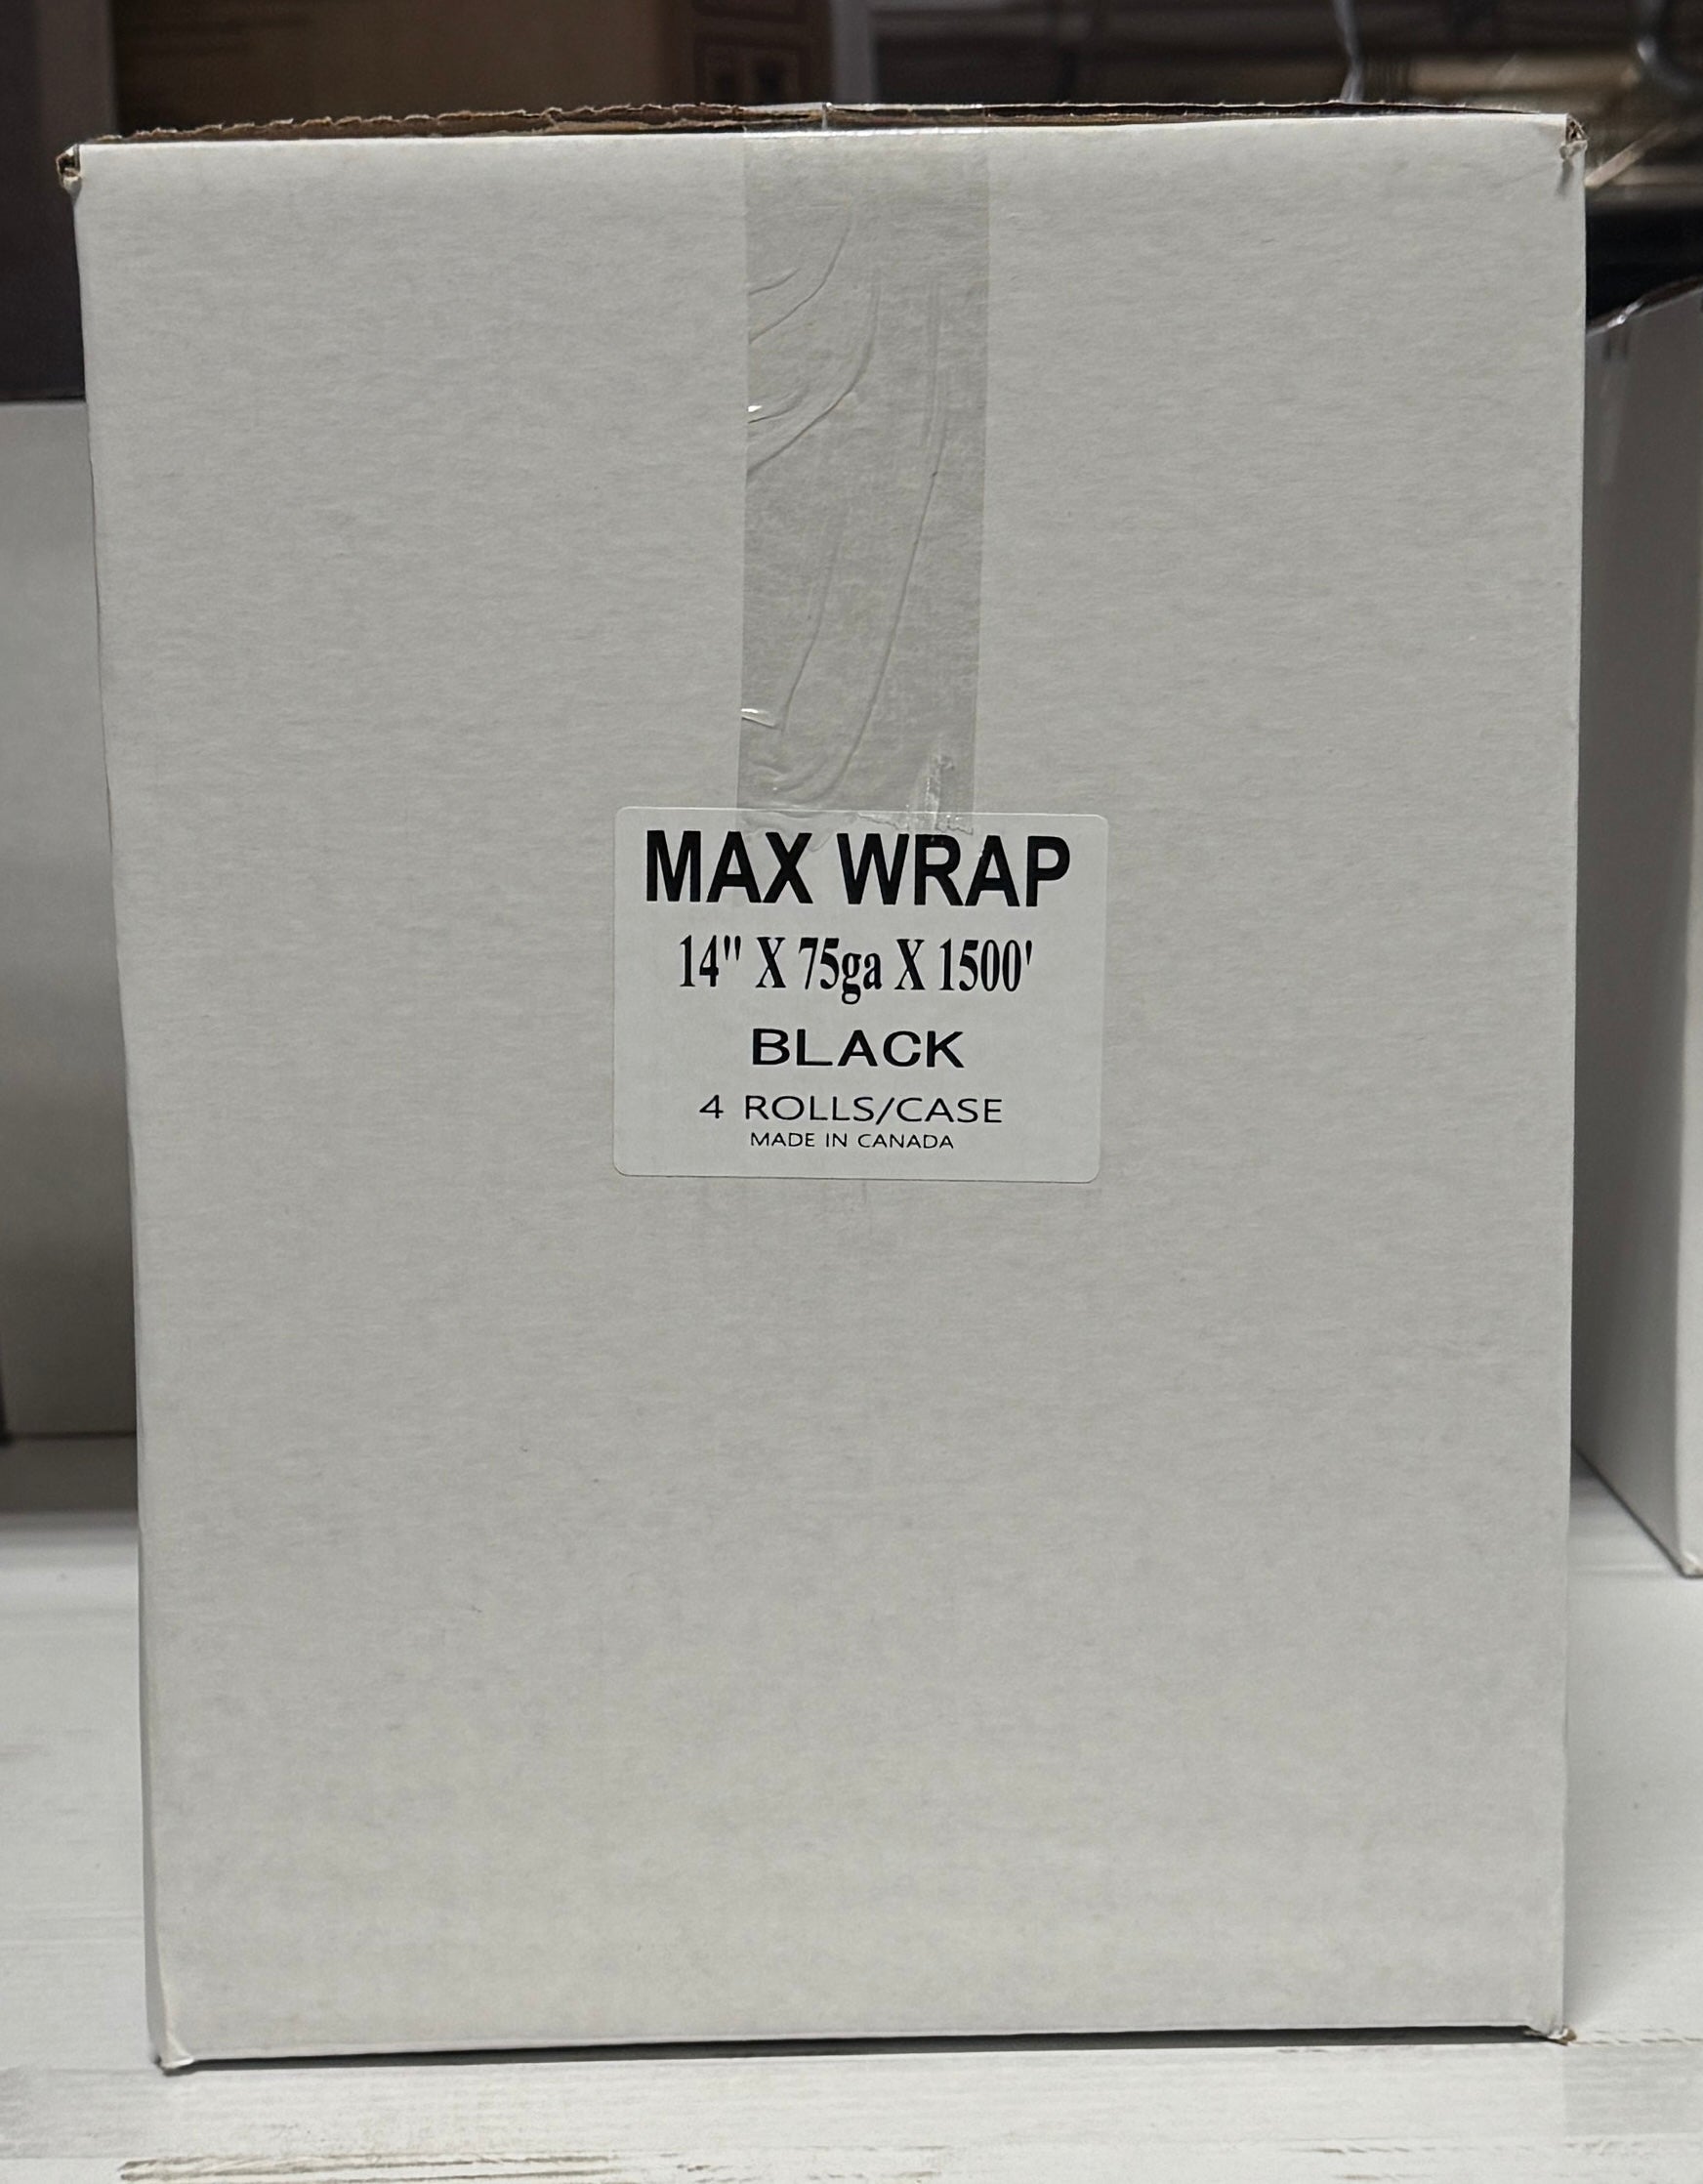 MAX WRAP
14" X 75ga X 1500'
BLACK
4 ROLLS/CASE
MADE IN CANADA